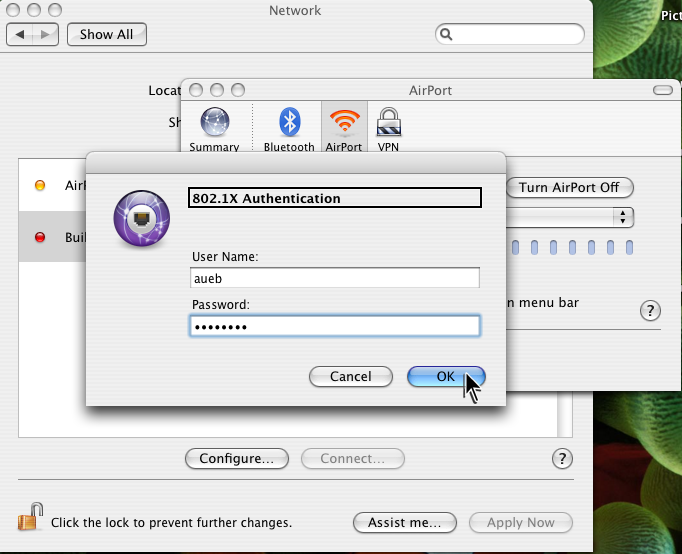 Network
Show All
Pict
Locat
AirPort
Sh
Summary
Bluetooth
AirPort
VPN
AirP
Turn AirPort Off
802.1X Authentication
Buil
User Name:
aueb
Password:
n menu bar
?
Cancel
OK
Configure...
Connect...
?
Click the lock to prevent further changes.
Assist me...
Apply Now